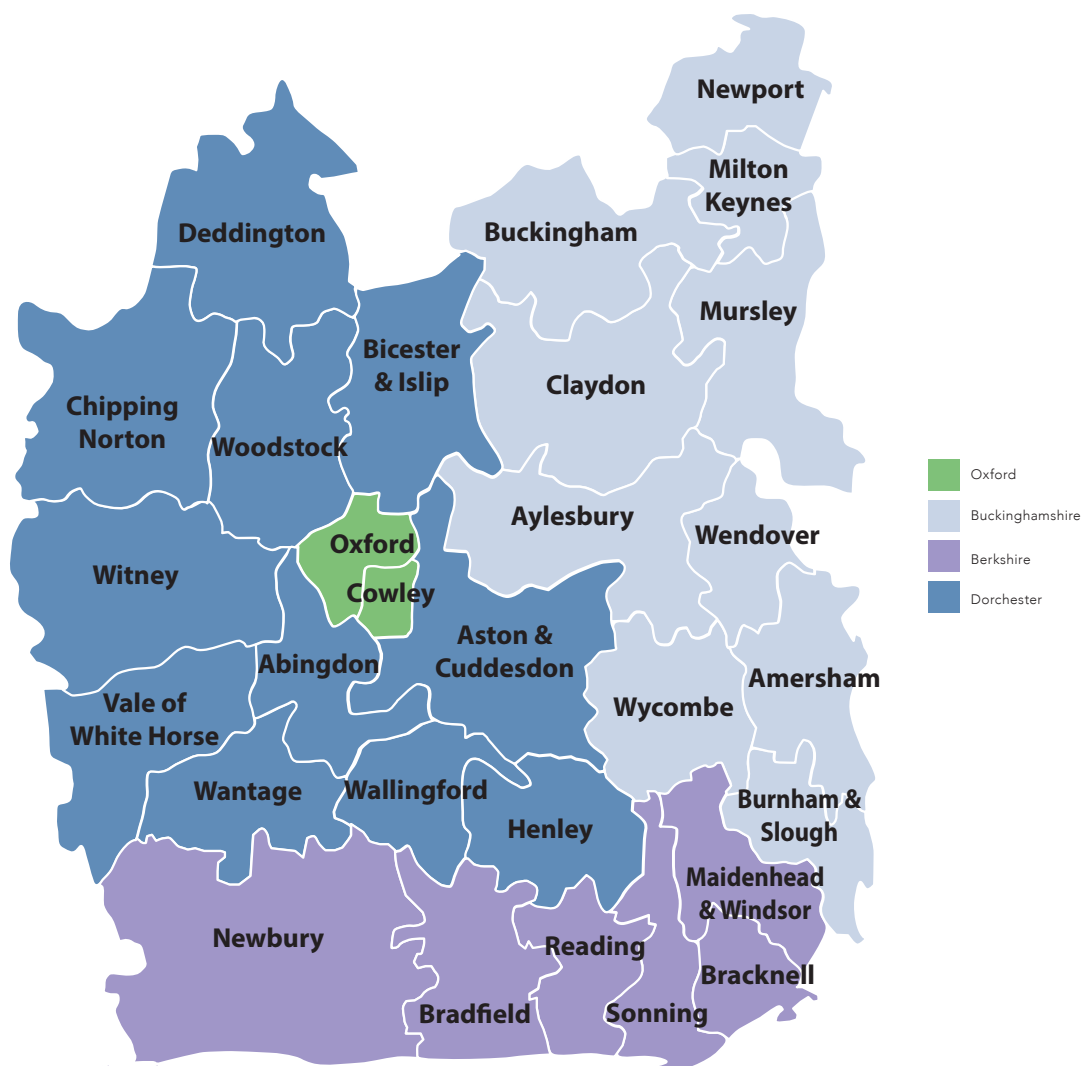 Newport
Milton
Keynes
Deddington
Buckingham
Mursley
Bicester
& Islip
Claydon
Chipping
Norton
Woodstock
Aylesbury
Wendover
Oxford
Witney
Cowley
Aston &
Cuddesdon
Abingdon
Amersham
Vale of
White Horse
Wycombe
Wantage
Wallingford
Burnham &
Slough
Henley
Maidenhead
& Windsor
Newbury
Reading
Bracknell
Bradfield
Sonning
Oxford
Buckinghamshire
Berkshire
Dorchester